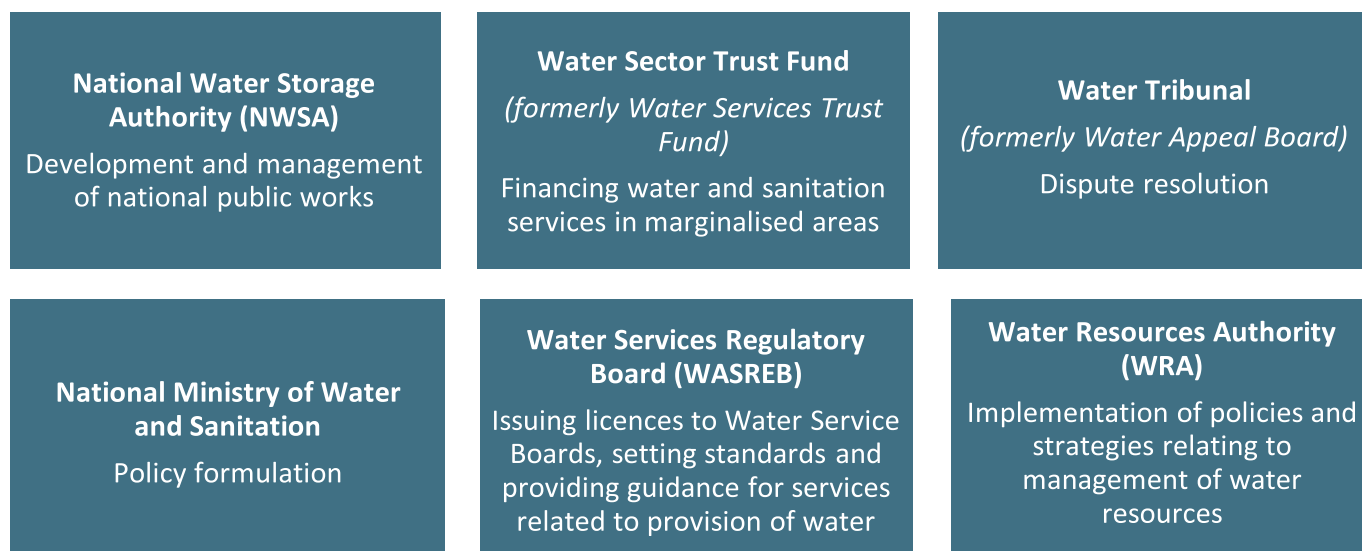 National Water Storage
Authority (NWSA)
Development and management
of national public works
Water Sector Trust Fund
(formerly Water Services Trust
Fund)
Financing water and sanitation
services in marginalised areas
Water Tribunal
(formerly Water Appeal Board)
Dispute resolution
National Ministry of Water
and Sanitation
Policy formulation
Water Services Regulatory
Board (WASREB)
Issuing licences to Water Service
Boards, setting standards and
providing guidance for services
related to provision of water
Water Resources Authority
(WRA)
Implementation of policies and
strategies relating to
management of water
resources